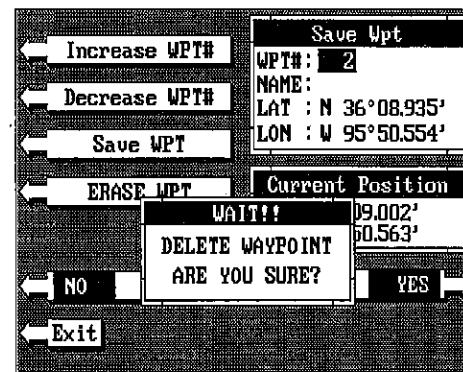 Increase WPT#
Decrease WPT#
Save WPT
ERASE WPT
Save Wpt
WPT#: 2
NAME:
LAT : N 36°08.935'
LON : W 95°50.554'
Current Position
09.002'
50.563'
WAIT!!
DELETE WAYPOINT
ARE YOU SURE?
NO
YES
Exit